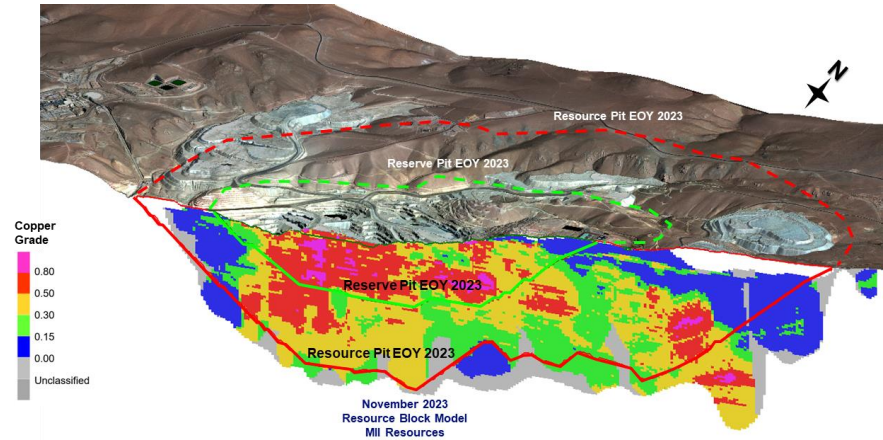 N
Resource Pit EOY 2023
Reserve Pit EOY 2023
Copper
Grade
0.80
0.50
0.30
0.15
0.00
Unclassified
Reserve Pit EOY 2023
Resource Pit EOY 2023
November 2023
Resource Block Model
MII Resources